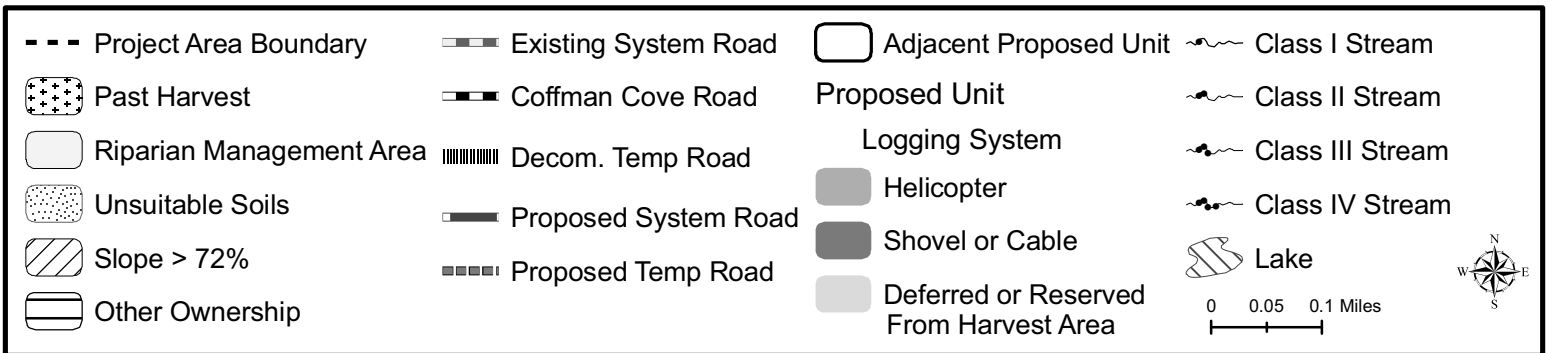 Project Area Boundary
Past Harvest
Riparian Management Area
Unsuitable Soils
Slope > 72%
Other Ownership
Existing System Road
Coffman Cove Road
Decom. Temp Road
Proposed System Road
Proposed Temp Road
Adjacent Proposed Unit
Proposed Unit
Logging System
Helicopter
Shovel or Cable
Deferred or Reserved
From Harvest Area
Class I Stream
Class II Stream
Class III Stream
Class IV Stream
Lake
0 0.05 0.1 Miles
N
W E
S